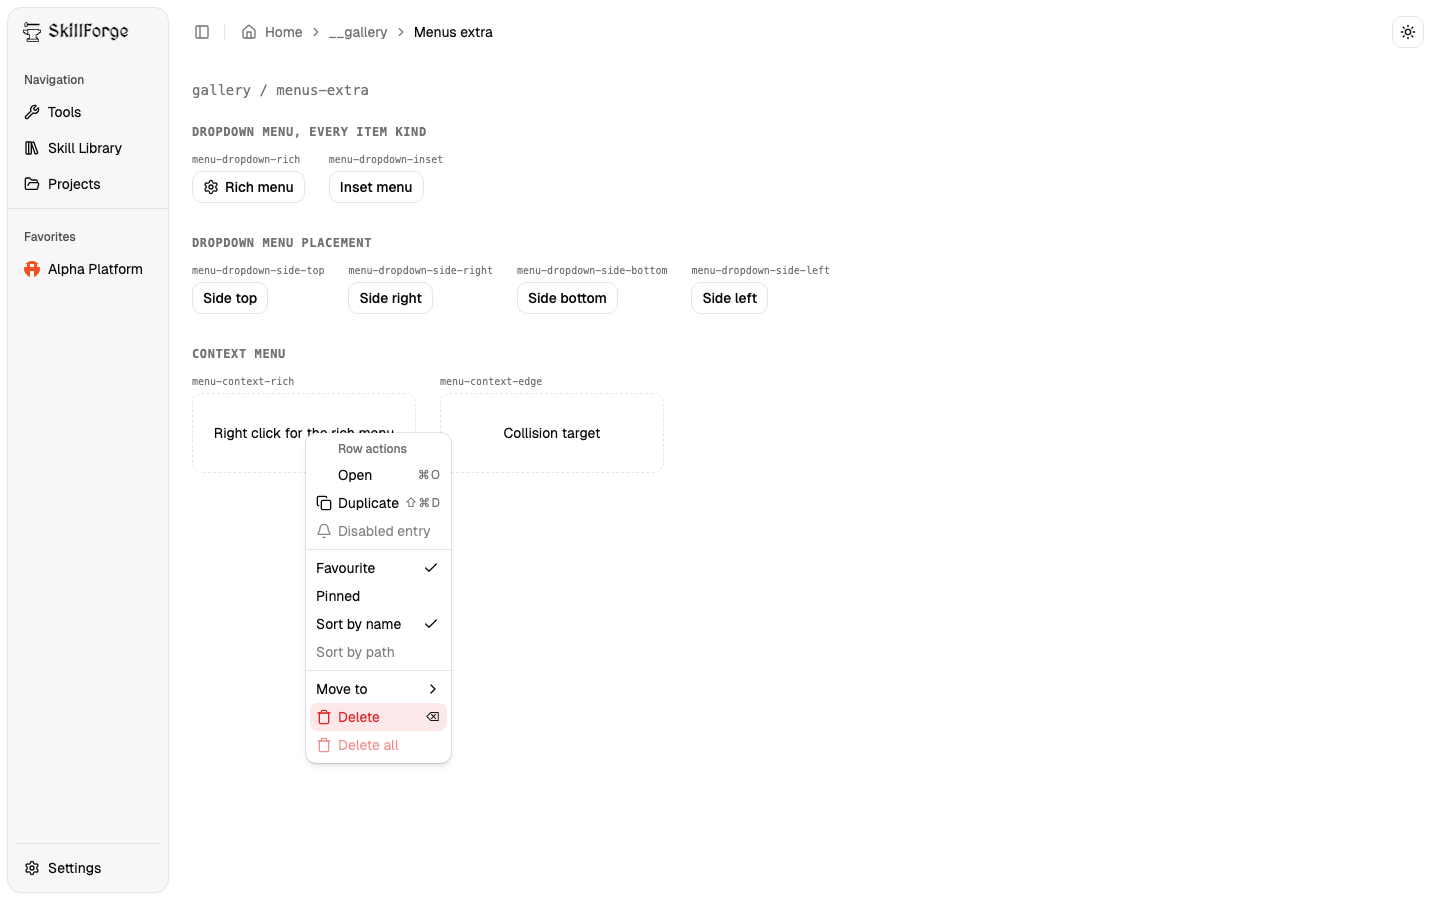 SkillForge
Home
__gallery
Menus extra
Navigation
Tools
Skill Library
Projects
Favorites
Alpha Platform
Settings
gallery / menus-extra
DROPDOWN MENU, EVERY ITEM KIND
menu-dropdown-rich
menu-dropdown-inset
Rich menu
Inset menu
DROPDOWN MENU PLACEMENT
menu-dropdown-side-top
menu-dropdown-side-right
menu-dropdown-side-bottom
menu-dropdown-side-left
Side top
Side right
Side bottom
Side left
CONTEXT MENU
menu-context-rich
menu-context-edge
Right click for the rich menu
Collision target
Row actions
Open ⌘O
Duplicate ⇧⌘D
Disabled entry
Favourite
Pinned
Sort by name
Sort by path
Move to
Delete ⌫
Delete all